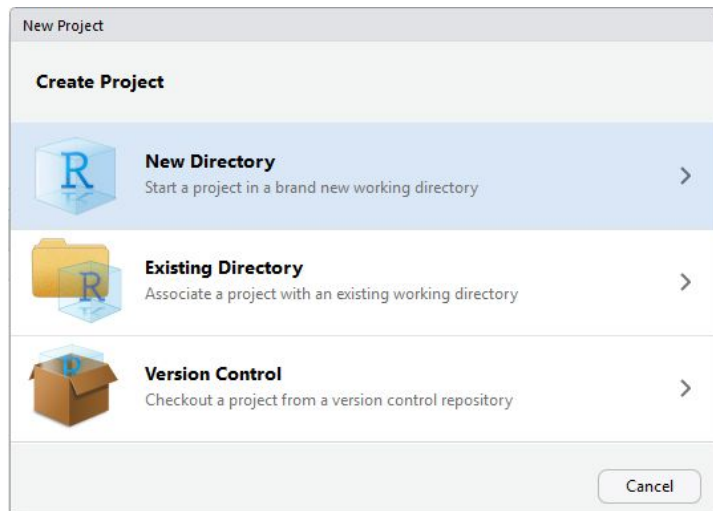 New Project
Create Project
R
New Directory
Start a project in a brand new working directory
R
Existing Directory
Associate a project with an existing working directory
R
Version Control
Checkout a project from a version control repository
Cancel